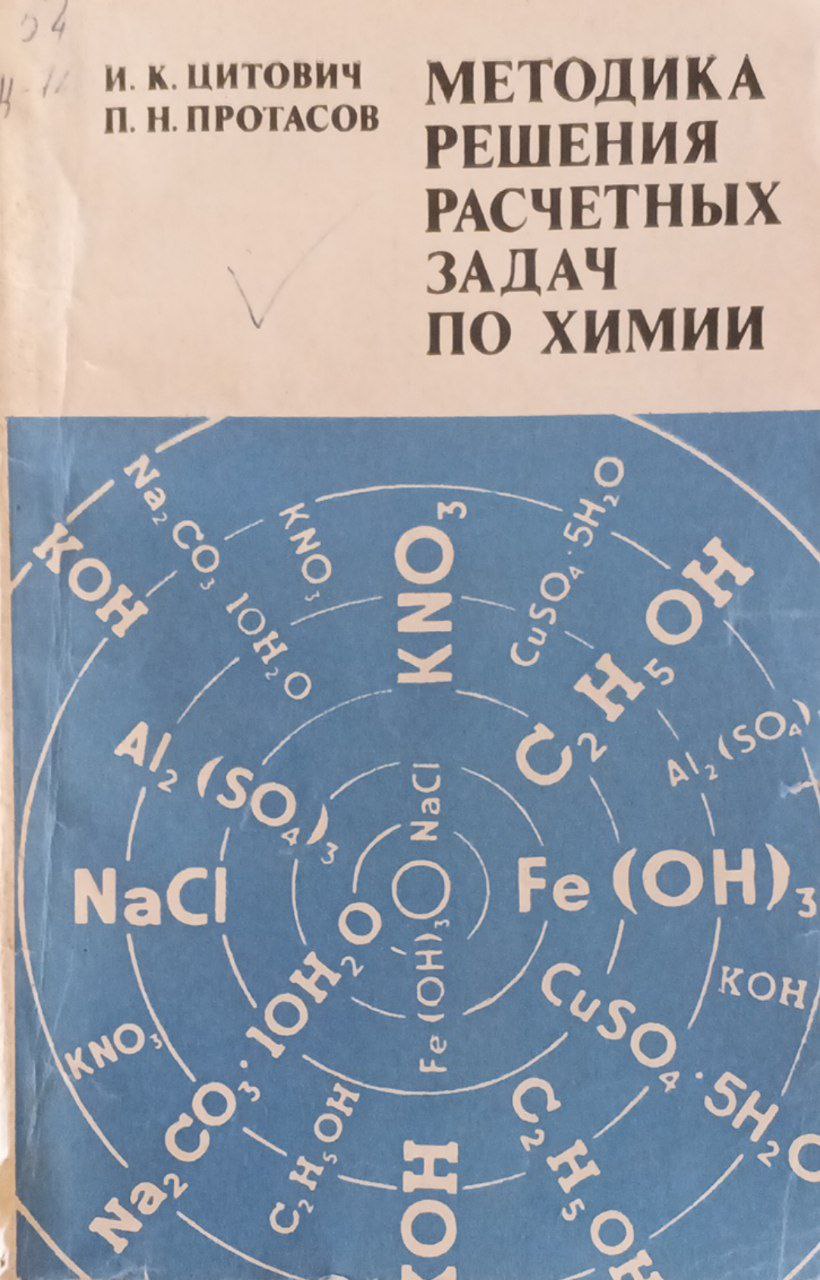 54
И. К. ЦИТОВИЧ
П. Н. ПРОТАСОВ
МЕТОДИКА
РЕШЕНИЯ
РАСЧЕТНЫХ
ЗАДАЧ
ПО ХИМИИ
Na₂CO₃ 10H₂O
KNO₃
KNO₃
CuSO₄·5H₂O
KOH
C₂H₅OH
Al₂(SO₄)₃
Al₂(SO₄)
NaCl
NaCl
Fe(OH)₃
Fe(OH)₃
CuSO₄·5H₂O
KOH
KNO₃
Na₂CO₃·10H₂O
C₂H₅OH
KOH
C₂H₅OH